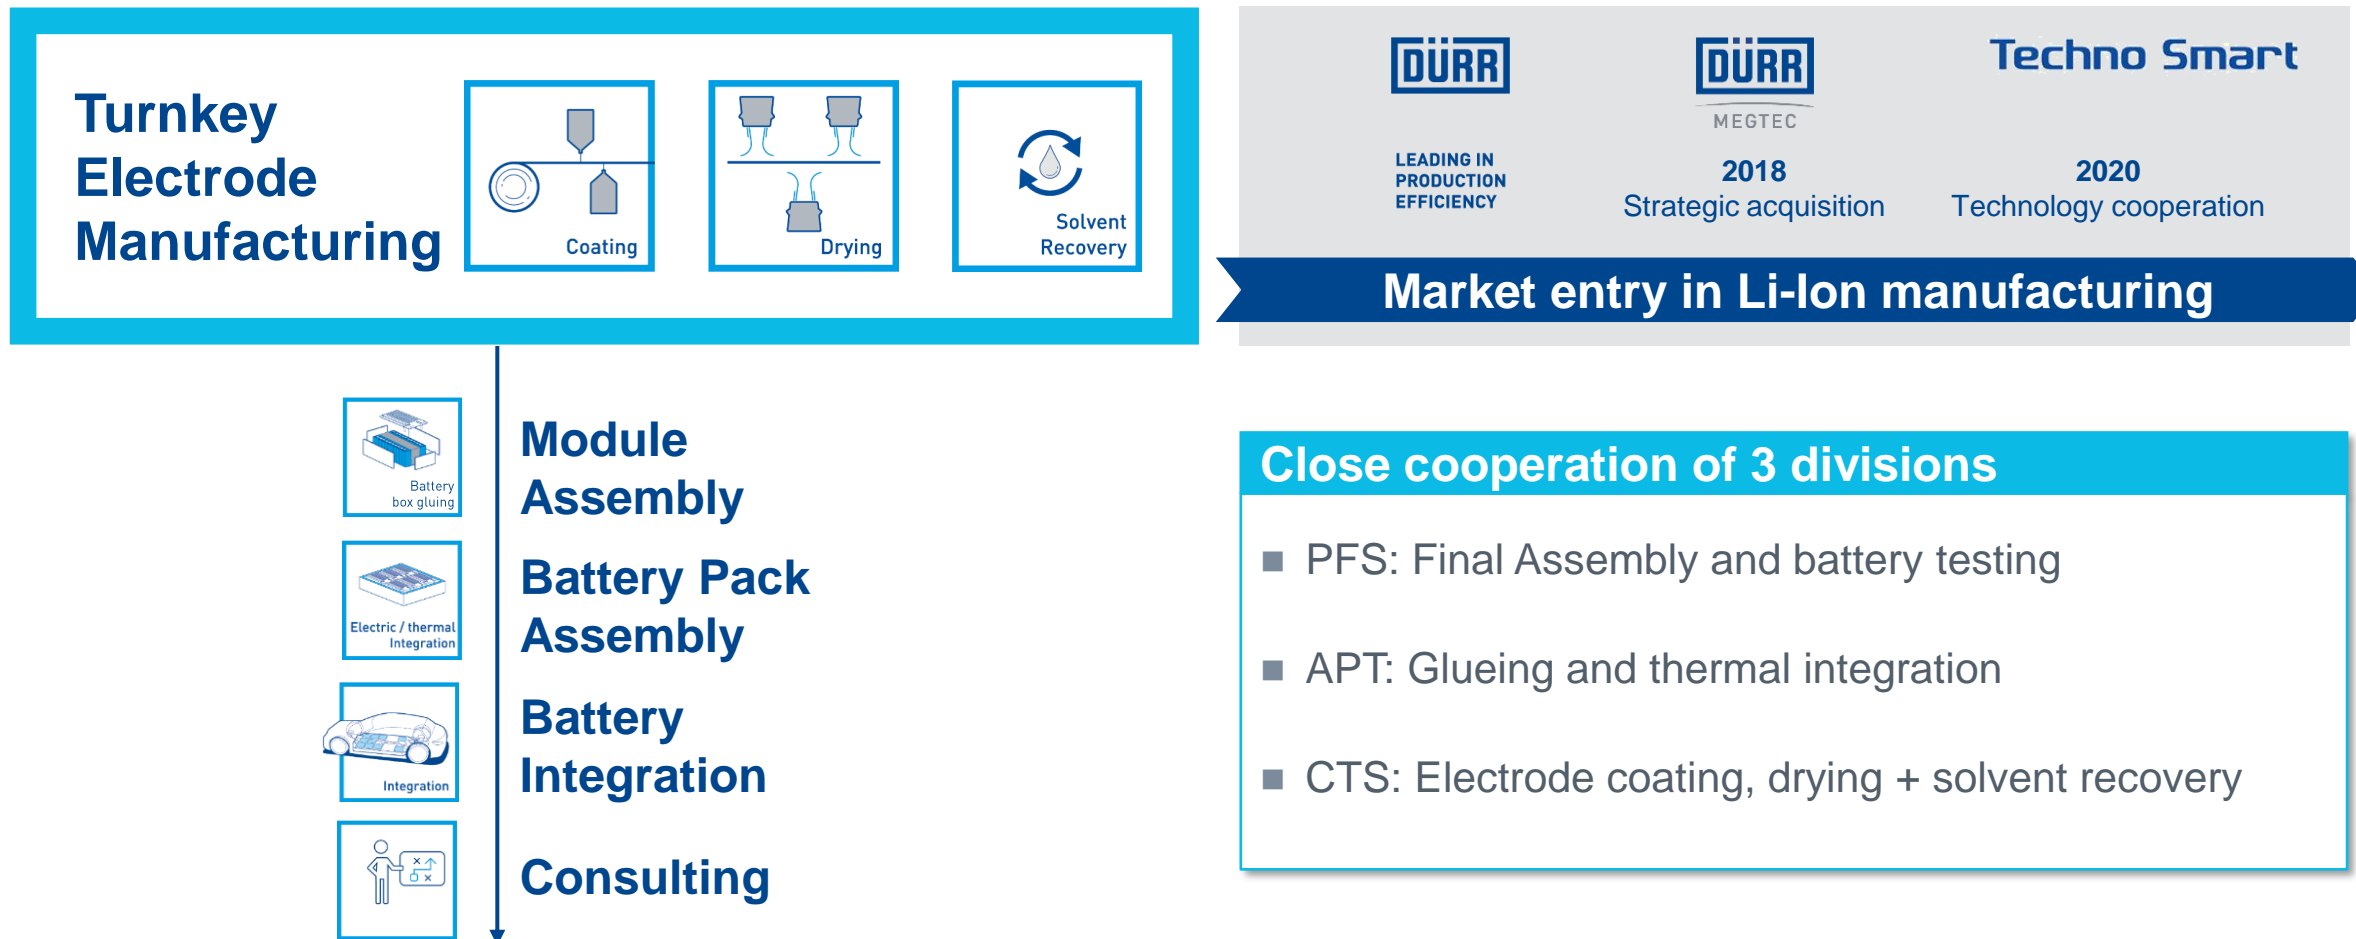 Turnkey
Electrode
Manufacturing
Coating
Drying
Solvent
Recovery
DÜRR
LEADING IN
PRODUCTION
EFFICIENCY
DÜRR
MEGTEC
2018
Strategic acquisition
Techno Smart
2020
Technology cooperation
Market entry in Li-Ion manufacturing
Battery
box gluing
Module
Assembly
Electric / thermal
Integration
Battery Pack
Assembly
Integration
Battery
Integration
Consulting
Close cooperation of 3 divisions
■ PFS: Final Assembly and battery testing
■ APT: Glueing and thermal integration
■ CTS: Electrode coating, drying + solvent recovery